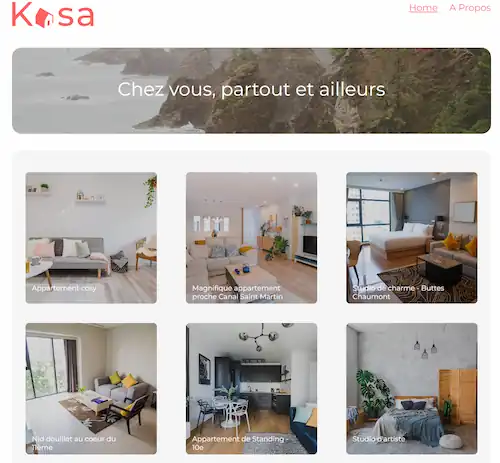 Kasa
Home
A Propos
Chez vous, partout et ailleurs
Appartement cosy
Magnifique appartement
proche Canal Saint Martin
Studio de charme - Buttes
Chaumont
Nid douillet au coeur du
11ème
Appartement de Standing -
10e
Studio d'artiste